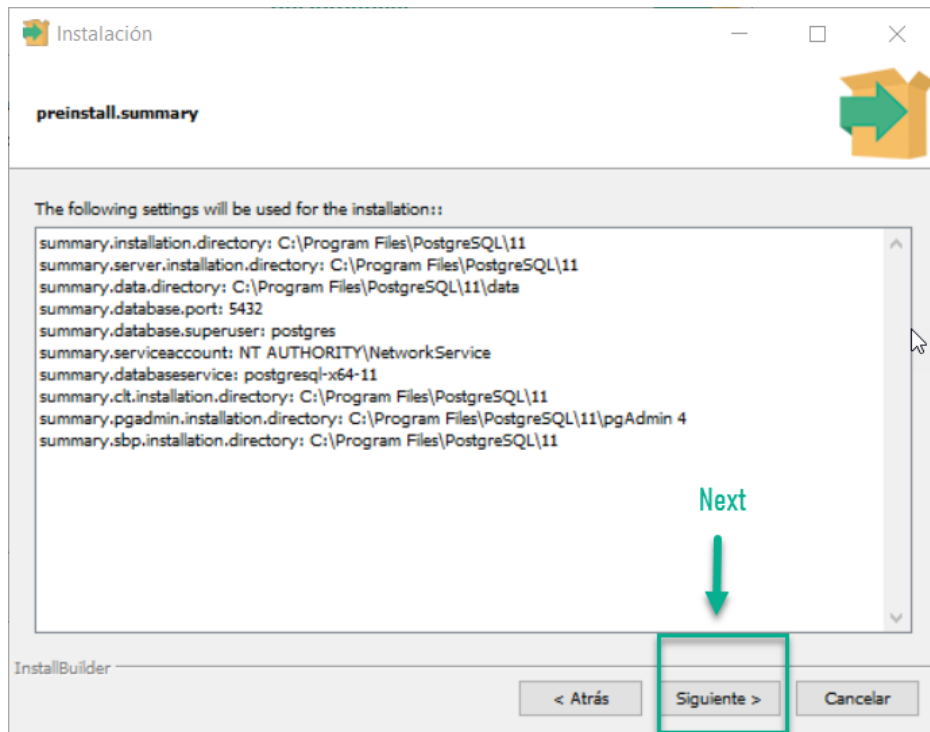 Instalación
preinstall.summary
The following settings will be used for the installation::
summary.installation.directory: C:\Program Files\PostgreSQL\11
summary.server.installation.directory: C:\Program Files\PostgreSQL\11
summary.data.directory: C:\Program Files\PostgreSQL\11\data
summary.database.port: 5432
summary.database.superuser: postgres
summary.serviceaccount: NT AUTHORITY\NetworkService
summary.databaseservice: postgresql-x64-11
summary.clt.installation.directory: C:\Program Files\PostgreSQL\11
summary.pgadmin.installation.directory: C:\Program Files\PostgreSQL\11\pgAdmin 4
summary.sbp.installation.directory: C:\Program Files\PostgreSQL\11
Next
InstallBuilder
< Atrás Siguiente > Cancelar